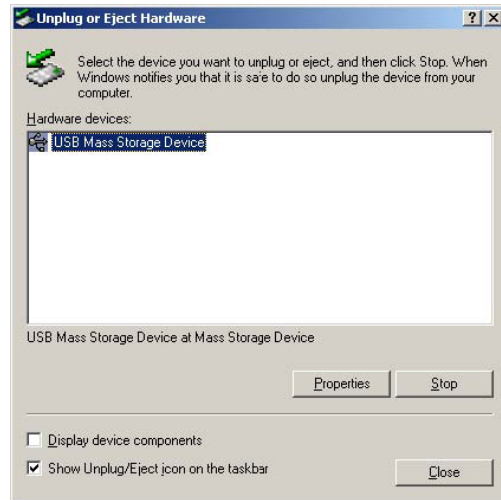 Unplug or Eject Hardware
Select the device you want to unplug or eject, and then click Stop. When
Windows notifies you that it is safe to do so unplug the device from your
computer.
Hardware devices:
USB Mass Storage Device
USB Mass Storage Device at Mass Storage Device
Properties
Stop
Display device components
Show Unplug/Eject icon on the taskbar
Close